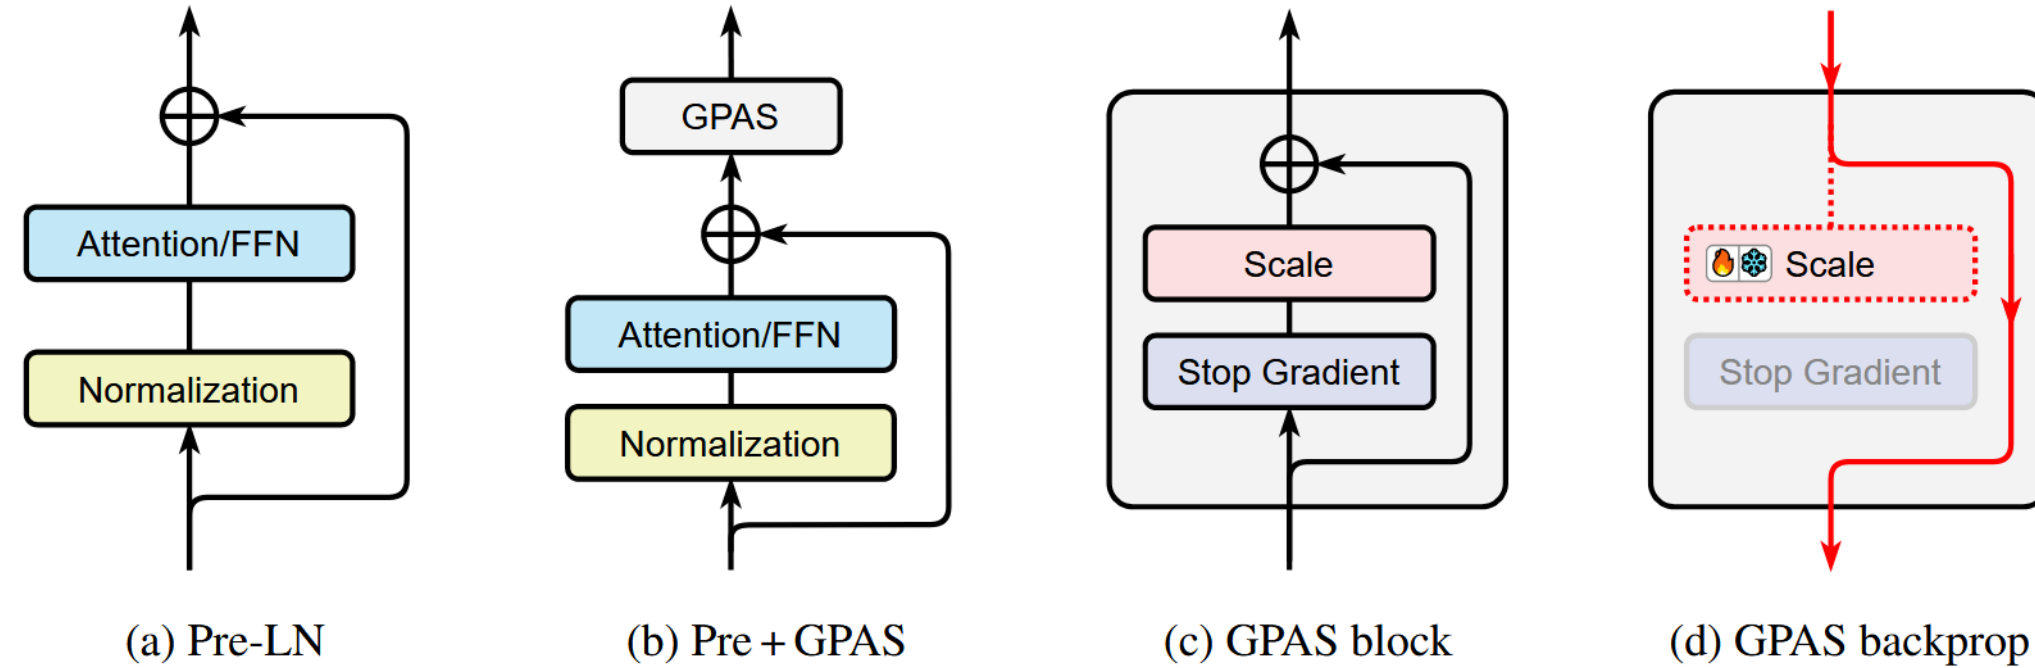 Attention/FFN
Normalization
(a) Pre-LN
GPAS
Attention/FFN
Normalization
(b) Pre + GPAS
Scale
Stop Gradient
(c) GPAS block
Scale
Stop Gradient
(d) GPAS backprop